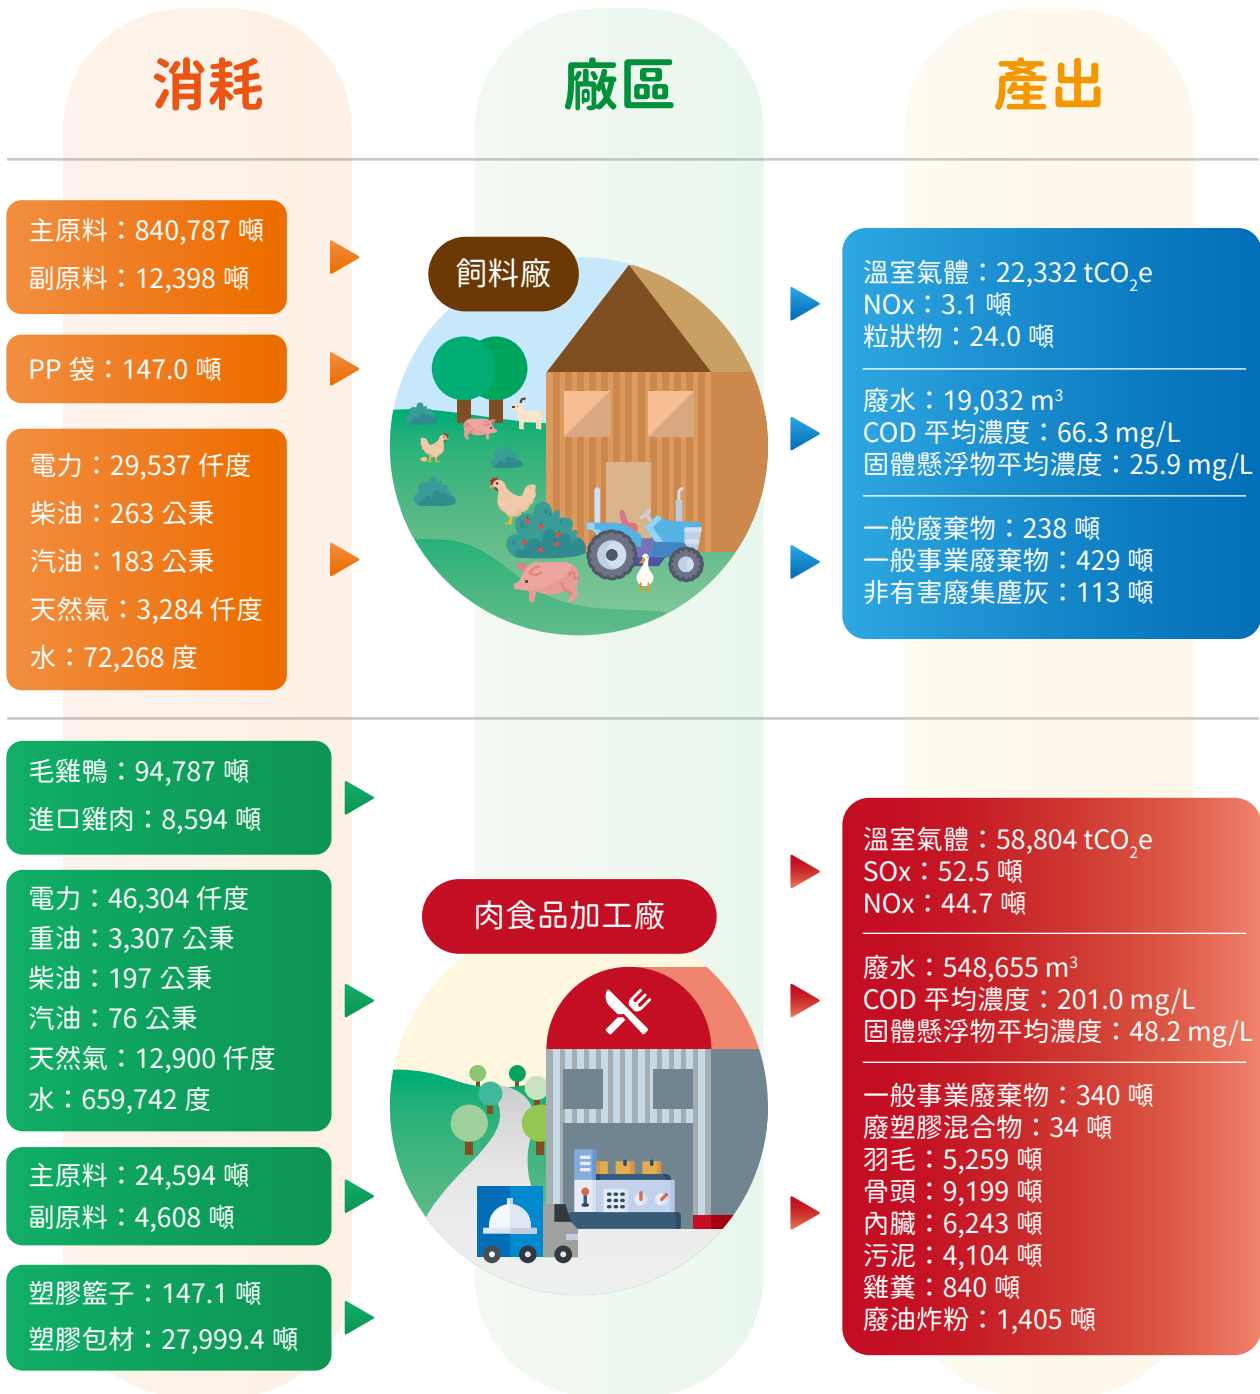 消耗
廠區
產出
主原料：840,787 噸
副原料：12,398 噸
PP 袋：147.0 噸
電力：29,537 仟度
柴油：263 公秉
汽油：183 公秉
天然氣：3,284 仟度
水：72,268 度
飼料廠
溫室氣體：22,332 tCO₂e
NOx：3.1 噸
粒狀物：24.0 噸
廢水：19,032 m³
COD 平均濃度：66.3 mg/L
固體懸浮物平均濃度：25.9 mg/L
一般廢棄物：238 噸
一般事業廢棄物：429 噸
非有害廢集塵灰：113 噸
毛雞鴨：94,787 噸
進口雞肉：8,594 噸
電力：46,304 仟度
重油：3,307 公秉
柴油：197 公秉
汽油：76 公秉
天然氣：12,900 仟度
水：659,742 度
主原料：24,594 噸
副原料：4,608 噸
塑膠籃子：147.1 噸
塑膠包材：27,999.4 噸
肉食品加工廠
溫室氣體：58,804 tCO₂e
SOx：52.5 噸
NOx：44.7 噸
廢水：548,655 m³
COD 平均濃度：201.0 mg/L
固體懸浮物平均濃度：48.2 mg/L
一般事業廢棄物：340 噸
廢塑膠混合物：34 噸
羽毛：5,259 噸
骨頭：9,199 噸
內臟：6,243 噸
污泥：4,104 噸
雞糞：840 噸
廢油炸粉：1,405 噸